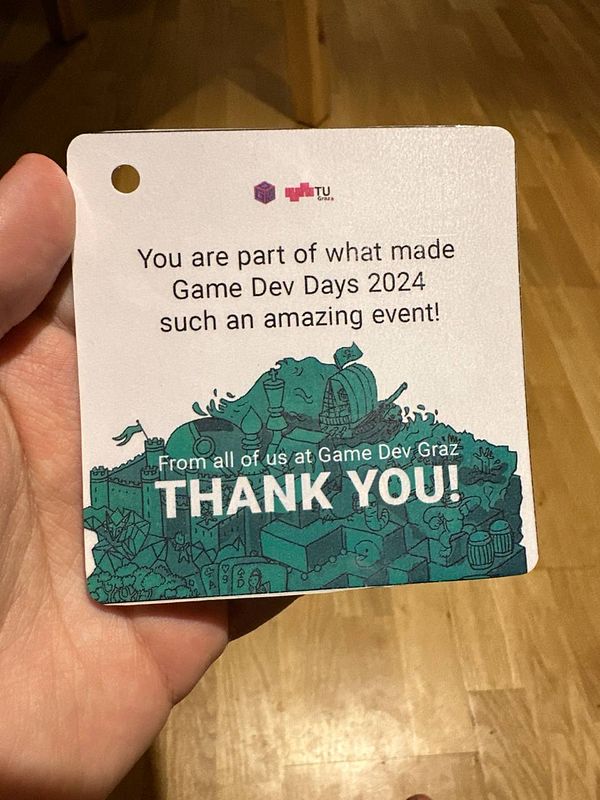 TU
Graz
You are part of what made
Game Dev Days 2024
such an amazing event!
From all of us at Game Dev Graz
THANK YOU!